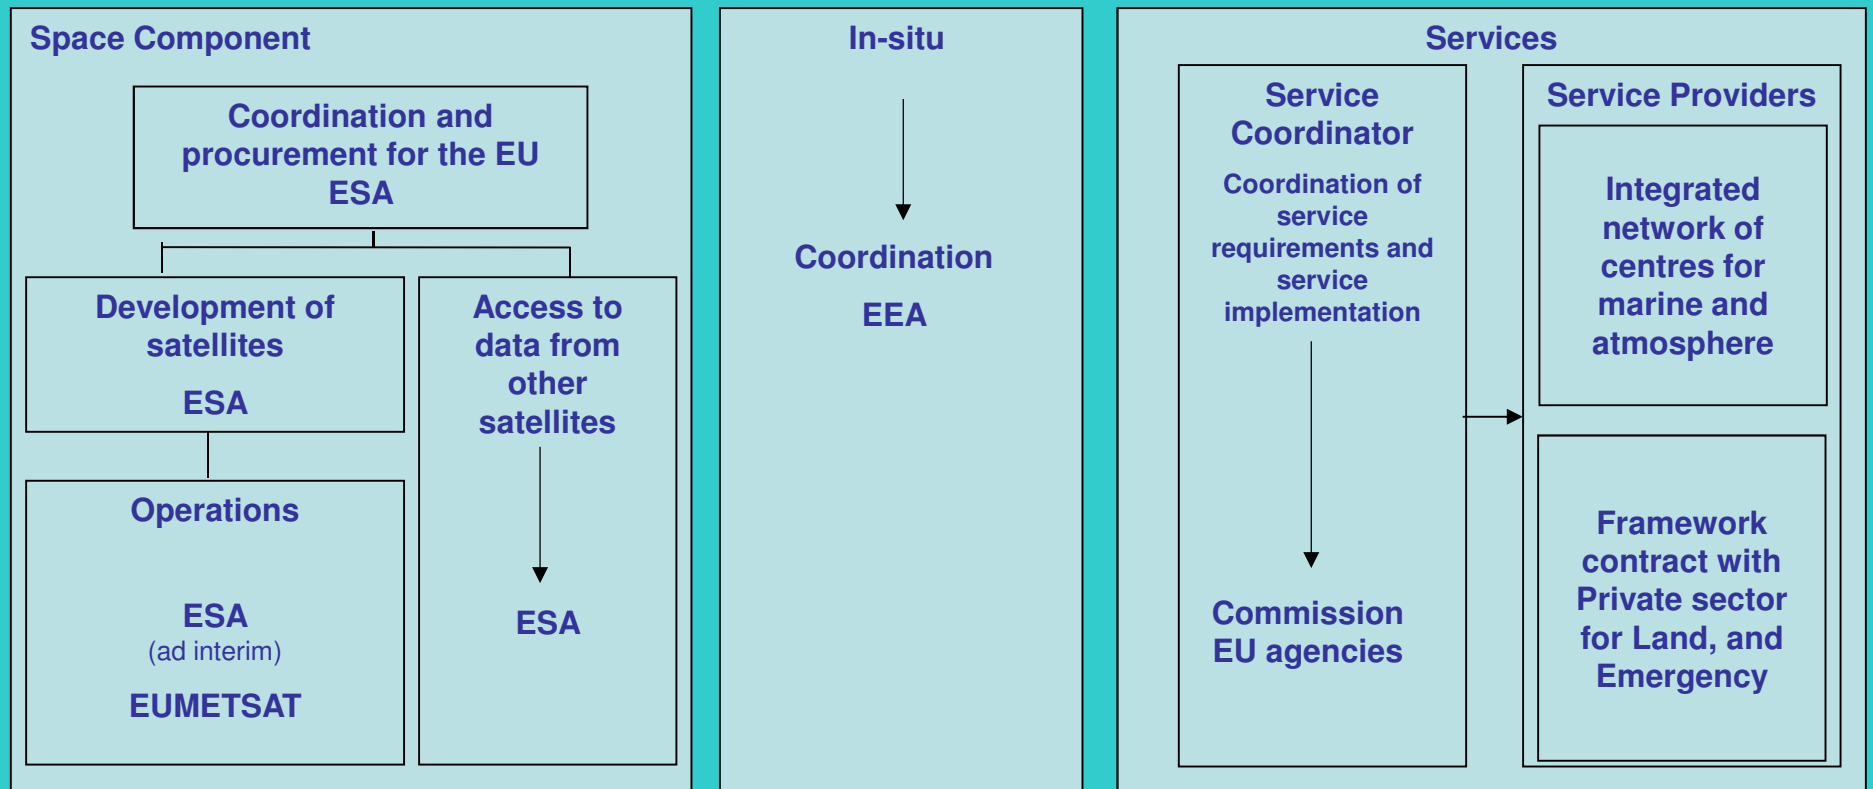 Space Component
Coordination and
procurement for the EU
ESA
Development of
satellites
ESA
Operations
ESA
(ad interim)
EUMETSAT
Access to
data from
other
satellites
ESA
In-situ
Coordination
EEA
Services
Service
Coordinator
Coordination of
service
requirements and
service
implementation
Commission
EU agencies
Service Providers
Integrated
network of
centres for
marine and
atmosphere
Framework
contract with
Private sector
for Land, and
Emergency